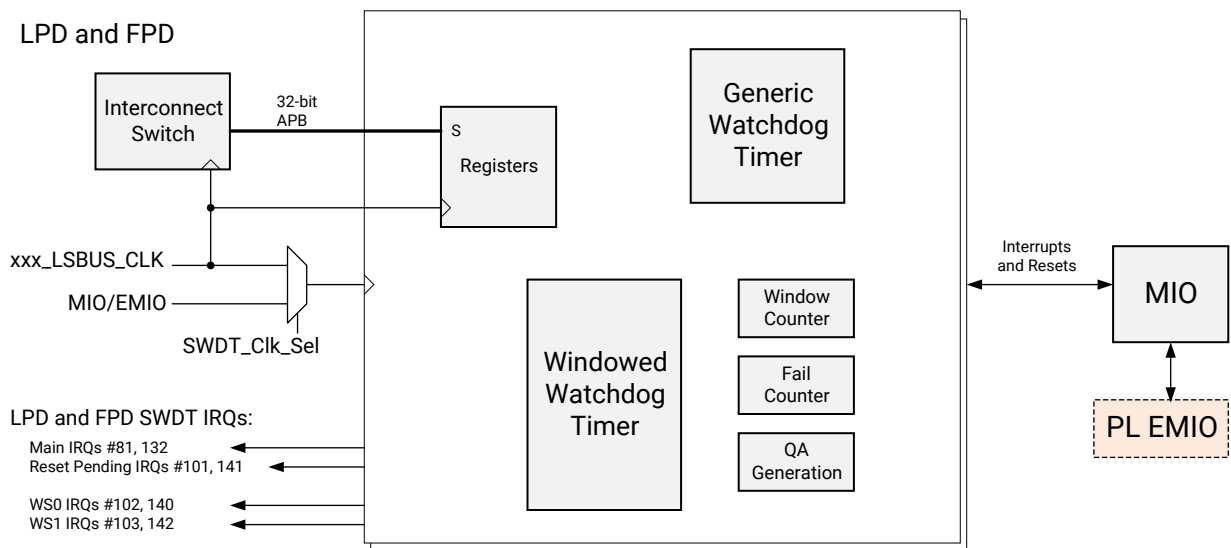 LPD and FPD
Interconnect
Switch
32-bit
APB
S
Registers
Generic
Watchdog
Timer
xxx_LSBUS_CLK
MIO/EMIO
SWDT_Clk_Sel
Windowed
Watchdog
Timer
Window
Counter
Fail
Counter
QA
Generation
Interrupts
and Resets
MIO
PL EMIO
LPD and FPD SWDT IRQs:
Main IRQs #81, 132
Reset Pending IRQs #101, 141
WS0 IRQs #102, 140
WS1 IRQs #103, 142